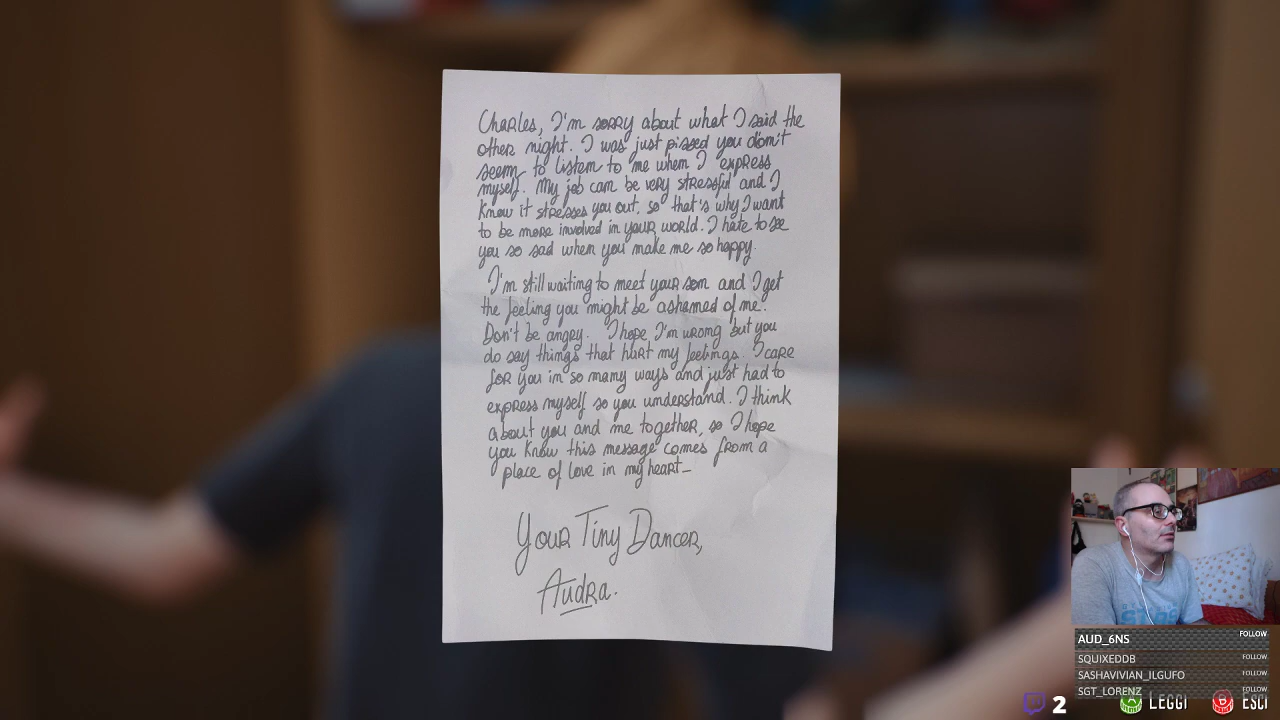 Charles, I'm sorry about what I said the
other night. I was just pissed you don't
seem to listen to me when I express
myself. My job can be very stressful and I
know it stresses you out, so that's why I want
to be more involved in your world. I hate to see
you so sad when you make me so happy.
I'm still waiting to meet your son and I get
the feeling you might be ashamed of me.
Don't be angry. I hope I'm wrong but you
do say things that hurt my feelings. I care
for you in so many ways and just had to
express myself so you understand. I think
about you and me together, so I hope
you know this message comes from a
place of love in my heart_
Your Tiny Dancer,
Audra.
AUD_6NS FOLLOW
SQUIXEDDB FOLLOW
SASHAVIVIAN_ILGUFO FOLLOW
SGT_LORENZ FOLLOW
2 LEGGI B ESCI